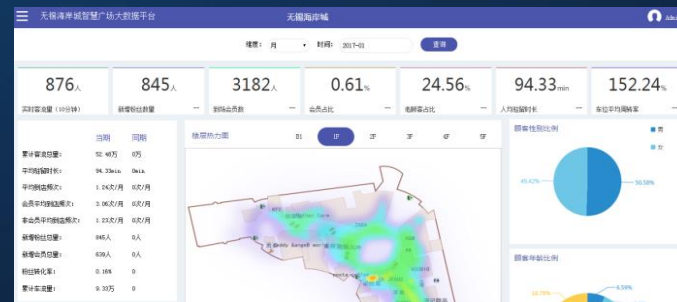 无锡海岸城智慧广场大数据平台
无锡海岸城
维度： 月 时间： 2017-01 查询
876人 845人 3182人 0.61% 24.56% 94.33min 152.24%
实时客流量（10分钟） 新增粉丝数量 到场会员数 会员占比 老顾客占比 人均驻留时长 车位平均周转率
当期 同期
累计客流总量： 52.46万 0万
平均驻留时长： 94.33min 0min
平均到店频次： 1.24次/月 0次/月
会员平均到店频次： 3.06次/月 0次/月
非会员平均到店频次： 1.23次/月 0次/月
新增粉丝总量： 845人 0人
新增会员总量： 639人 0人
粉丝转化率： 0.16% 0
累计车流量： 9.33万 0
楼层热力图 B1 1F 2F 3F 4F 5F
顾客性别比例
男
女
49.42% 50.58%
顾客年龄比例
6.59%